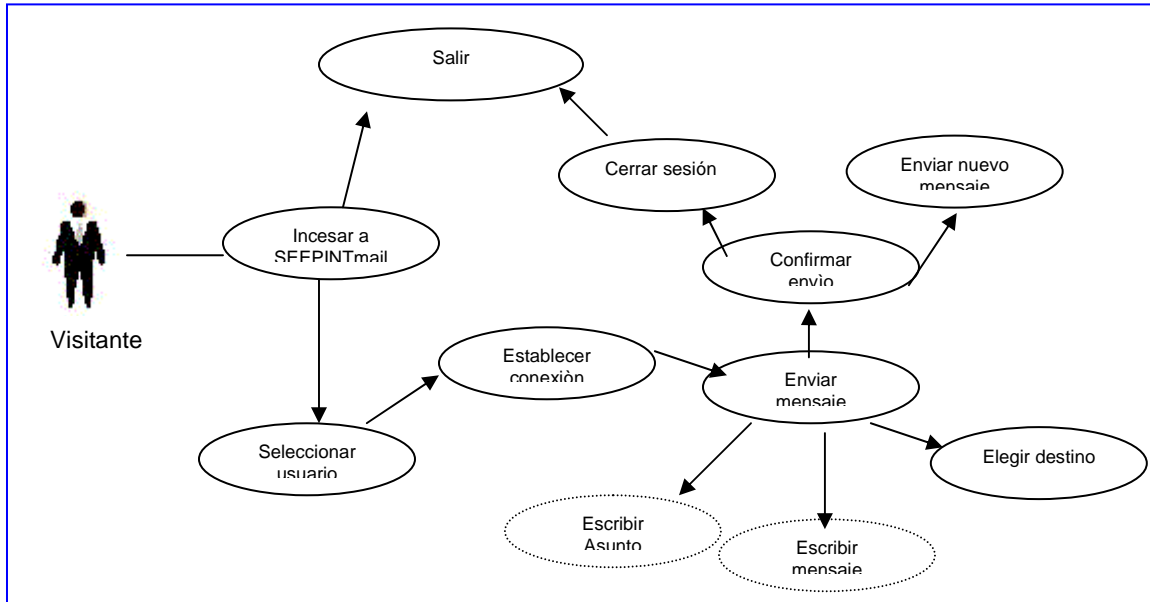 Salir
Cerrar sesión
Enviar nuevo
mensaje
Incesar a
SEEPINTmail
Confirmar
envìo
Visitante
Establecer
conexiòn
Enviar
mensaje
Seleccionar
usuario
Elegir destino
Escribir
Asunto
Escribir
mensaje